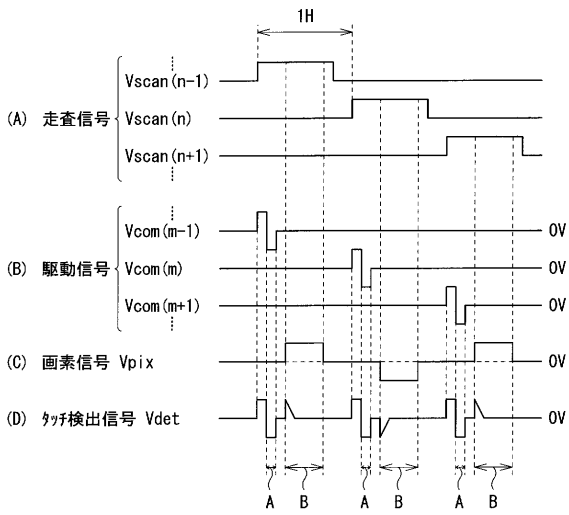 1H
Vscan(n-1)
(A) 走査信号
Vscan(n)
Vscan(n+1)
Vcom(m-1)
0V
(B) 駆動信号
Vcom(m)
0V
Vcom(m+1)
0V
(C) 画素信号 Vpix
0V
(D) タッチ検出信号 Vdet
0V
A B A B A B